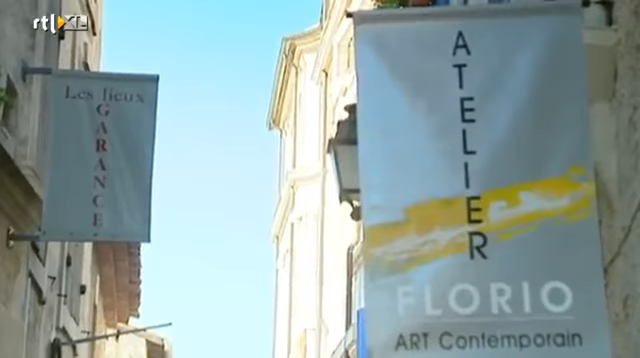 rtl XL
Les lieux
GARANCE
ATELIER
FLORIO
ART Contemporain